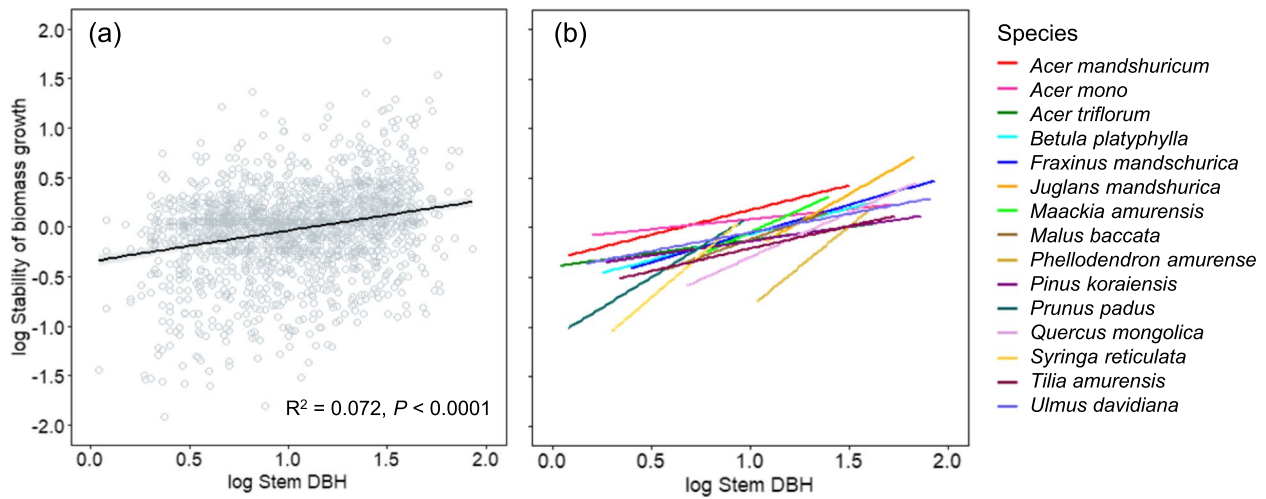 (a)
2.0
1.5
1.0
0.5
0.0
-0.5
-1.0
-1.5
-2.0
log Stability of biomass growth
R² = 0.072, P < 0.0001
0.0 0.5 1.0 1.5 2.0
log Stem DBH
(b)
0.0 0.5 1.0 1.5 2.0
log Stem DBH
Species
Acer mandshuricum
Acer mono
Acer triflorum
Betula platyphylla
Fraxinus mandschurica
Juglans mandshurica
Maackia amurensis
Malus baccata
Phellodendron amurense
Pinus koraiensis
Prunus padus
Quercus mongolica
Syringa reticulata
Tilia amurensis
Ulmus davidiana